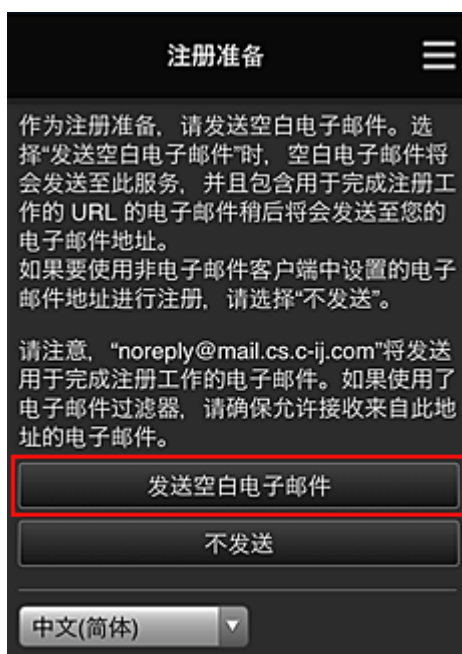 注册准备
作为注册准备，请发送空白电子邮件。选
择“发送空白电子邮件”时，空白电子邮件将
会发送至此服务，并且包含用于完成注册工
作的 URL 的电子邮件稍后将会发送至您的
电子邮件地址。
如果要使用非电子邮件客户端中设置的电子
邮件地址进行注册，请选择“不发送”。
请注意，“noreply@mail.cs.c-ij.com”将发送
用于完成注册工作的电子邮件。如果使用了
电子邮件过滤器，请确保允许接收来自此地
址的电子邮件。
发送空白电子邮件
不发送
中文(简体)